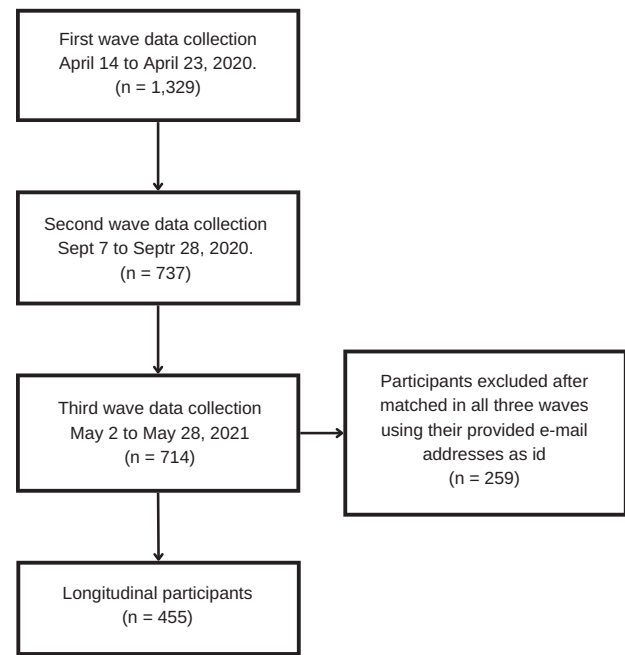 First wave data collection
April 14 to April 23, 2020.
(n = 1,329)
Second wave data collection
Sept 7 to Septr 28, 2020.
(n = 737)
Third wave data collection
May 2 to May 28, 2021
(n = 714)
Participants excluded after
matched in all three waves
using their provided e-mail
addresses as id
(n = 259)
Longitudinal participants
(n = 455)